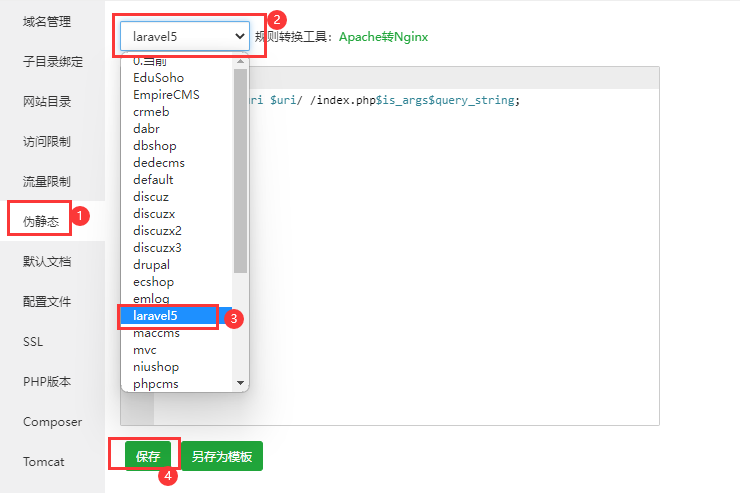 域名管理
子目录绑定
网站目录
访问限制
流量限制
伪静态
1
默认文档
配置文件
SSL
PHP版本
Composer
Tomcat
laravel5
2
规则转换工具：Apache转Nginx
0.当前
EduSoho
EmpireCMS
crmeb
dabr
dbshop
dedecms
default
discuz
discuzx
discuzx2
discuzx3
drupal
ecshop
emlog
laravel5
3
maccms
mvc
niushop
phpcms
$uri/ /index.php$is_args$query_string;
保存
另存为模板
4